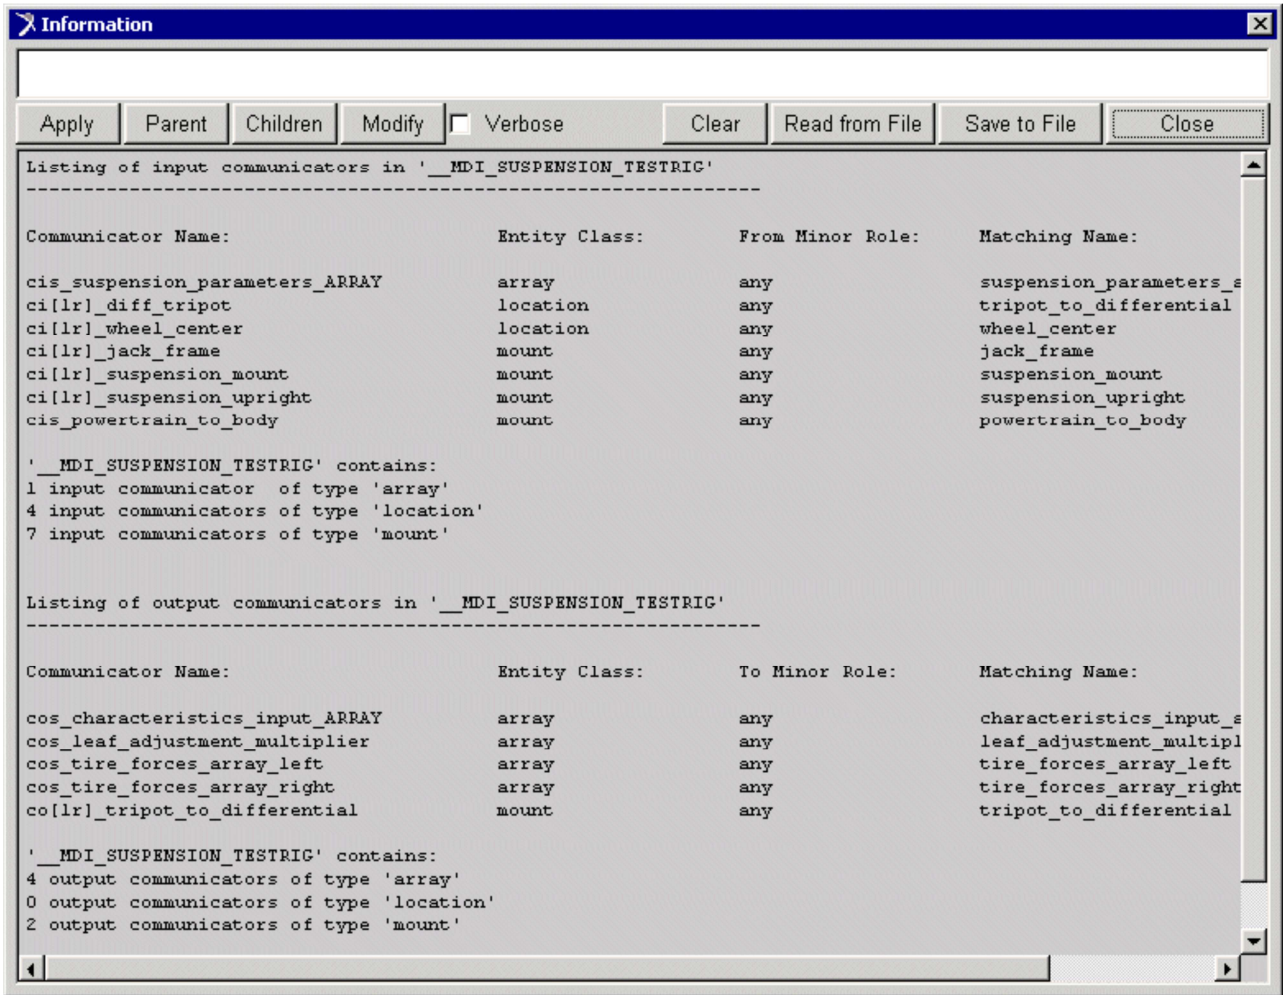 Information
Apply Parent Children Modify Verbose Clear Read from File Save to File Close
Listing of input communicators in '__MDI_SUSPENSION_TESTRIG'
----------------------------------------------------------------
Communicator Name: Entity Class: From Minor Role: Matching Name:
cis_suspension_parameters_ARRAY array any suspension_parameters_a
ci[lr]_diff_tripot location any tripot_to_differential
ci[lr]_wheel_center location any wheel_center
ci[lr]_jack_frame mount any jack_frame
ci[lr]_suspension_mount mount any suspension_mount
ci[lr]_suspension_upright mount any suspension_upright
cis_powertrain_to_body mount any powertrain_to_body
'__MDI_SUSPENSION_TESTRIG' contains:
1 input communicator  of type 'array'
4 input communicators of type 'location'
7 input communicators of type 'mount'
Listing of output communicators in '__MDI_SUSPENSION_TESTRIG'
----------------------------------------------------------------
Communicator Name: Entity Class: To Minor Role: Matching Name:
cos_characteristics_input_ARRAY array any characteristics_input_a
cos_leaf_adjustment_multiplier array any leaf_adjustment_multipl
cos_tire_forces_array_left array any tire_forces_array_left
cos_tire_forces_array_right array any tire_forces_array_right
co[lr]_tripot_to_differential mount any tripot_to_differential
'__MDI_SUSPENSION_TESTRIG' contains:
4 output communicators of type 'array'
0 output communicators of type 'location'
2 output communicators of type 'mount'